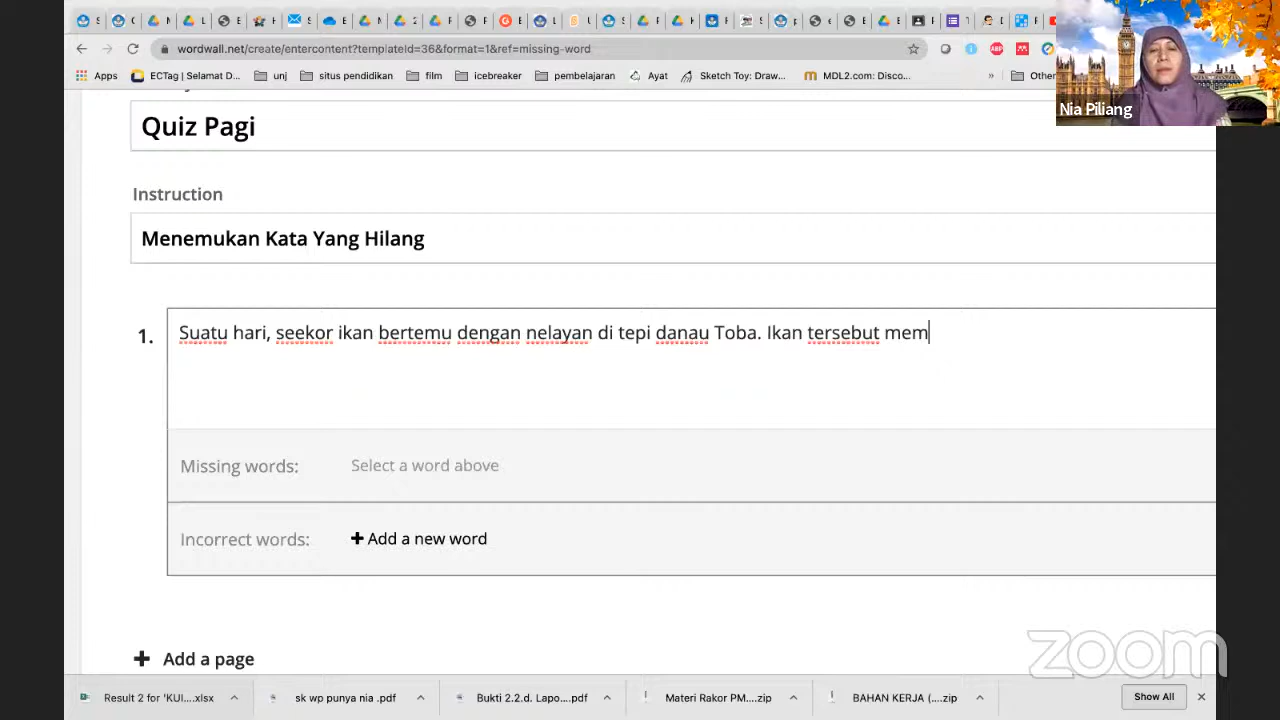 wordwall.net/create/entercontent?templateId=36&format=1&ref=missing-word
Apps ECTag | Selamat D... unj situs pendidikan film icebreaker pembelajaran Ayat Sketch Toy: Draw... MDL2.com: Disco... » Other
Nia Piliang
Quiz Pagi
Instruction
Menemukan Kata Yang Hilang
1. Suatu hari, seekor ikan bertemu dengan nelayan di tepi danau Toba. Ikan tersebut mem
Missing words: Select a word above
Incorrect words: + Add a new word
+ Add a page
zoom
Result 2 for 'KUI....xlsx sk wp punya nia .pdf Bukti 2.2.d. Lapo....pdf Materi Rakor PM....zip BAHAN KERJA (....zip Show All